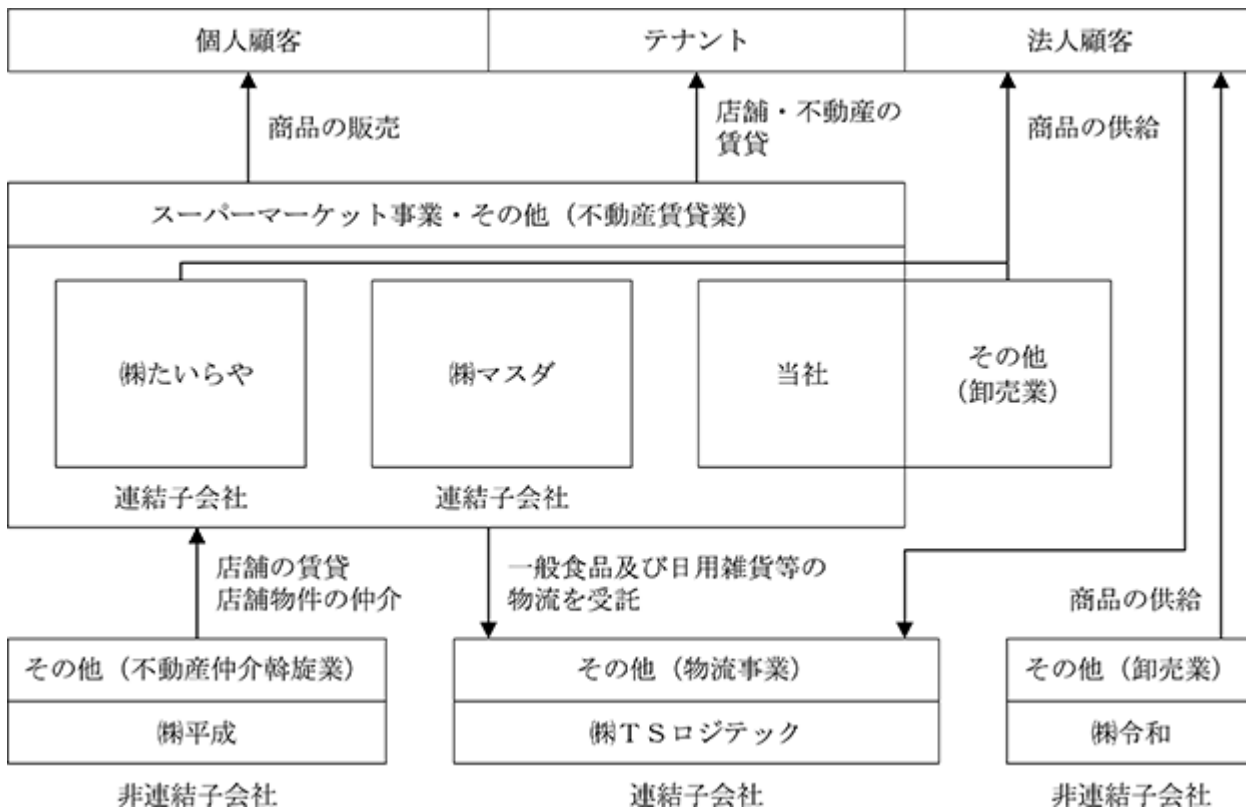 個人顧客
テナント
法人顧客
商品の販売
店舗・不動産の
賃貸
商品の供給
スーパーマーケット事業・その他（不動産賃貸業）
㈱たいらや
㈱マスダ
当社
その他
（卸売業）
連結子会社
連結子会社
店舗の賃貸
店舗物件の仲介
一般食品及び日用雑貨等の
物流を受託
商品の供給
その他（不動産仲介斡旋業）
㈱平成
非連結子会社
その他（物流事業）
㈱ＴＳロジテック
連結子会社
その他（卸売業）
㈱令和
非連結子会社